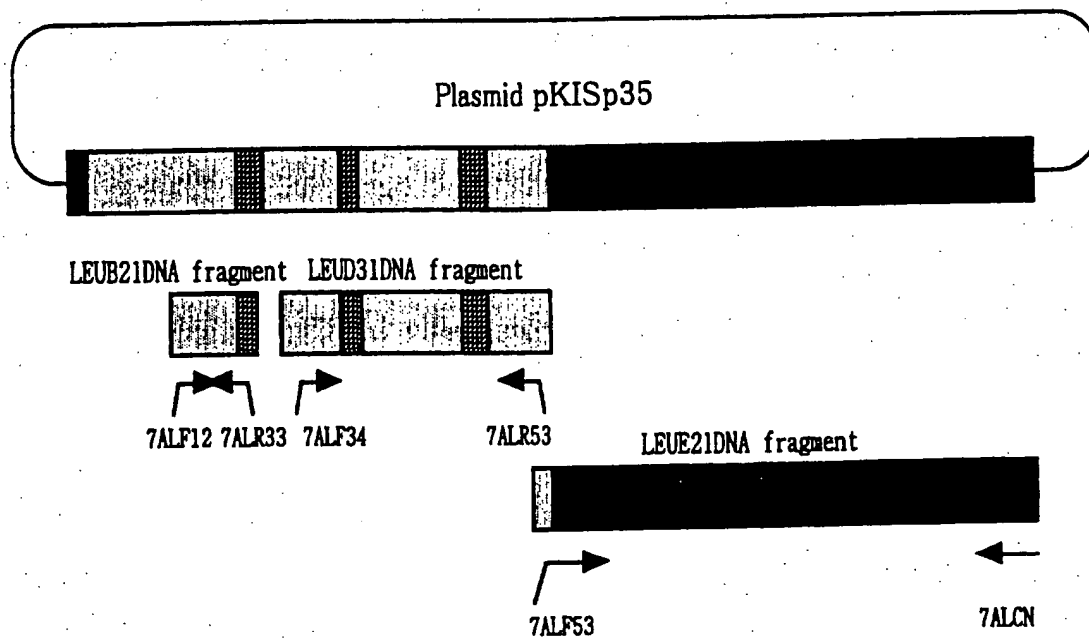 Plasmid pKISp35
LEUB21DNA fragment LEUD31DNA fragment
7ALF12 7ALR33 7ALF34 7ALR53
LEUE21DNA fragment
7ALF53 7ALCN